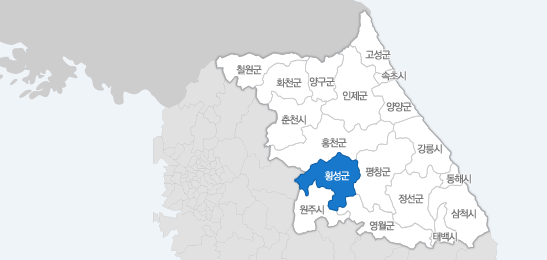 고성군
철원군
속초시
화천군
양구군
인제군
양양군
춘천시
홍천군
강릉시
횡성군
평창군
동해시
정선군
원주시
삼척시
영월군
태백시